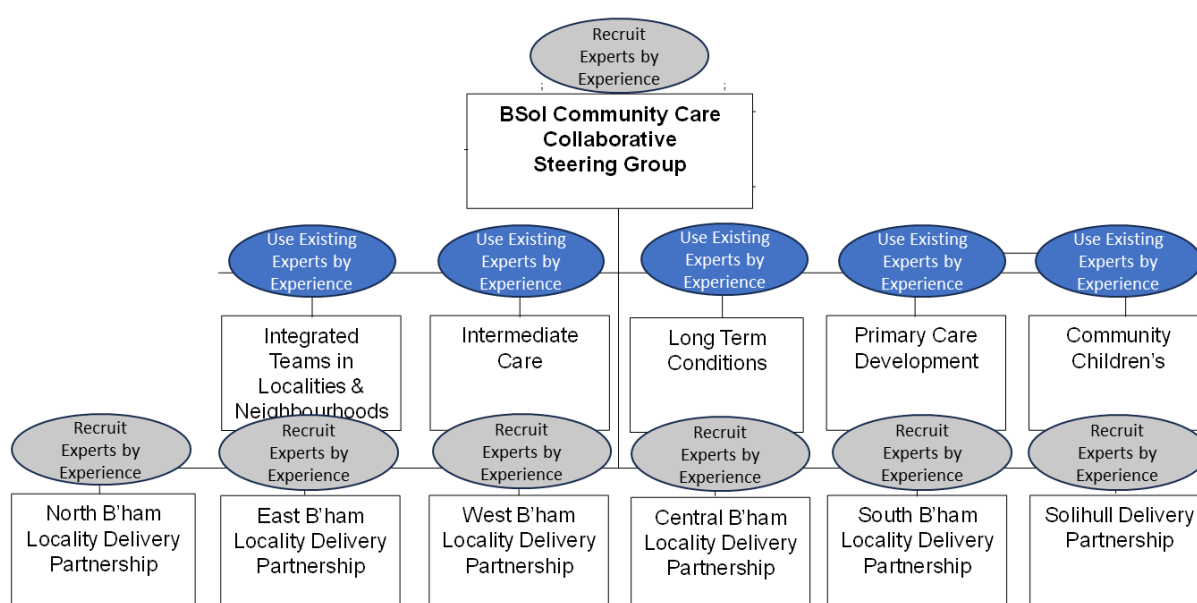 Recruit
Experts by
Experience
BSol Community Care
Collaborative
Steering Group
Use Existing
Experts by
Experience
Use Existing
Experts by
Experience
Use Existing
Experts by
Experience
Use Existing
Experts by
Experience
Use Existing
Experts by
Experience
Integrated
Teams in
Localities &
Neighbourhoods
Intermediate
Care
Long Term
Conditions
Primary Care
Development
Community
Children's
Recruit
Experts by
Experience
Recruit
Experts by
Experience
Recruit
Experts by
Experience
Recruit
Experts by
Experience
Recruit
Experts by
Experience
Recruit
Experts by
Experience
North B'ham
Locality Delivery
Partnership
East B'ham
Locality Delivery
Partnership
West B'ham
Locality Delivery
Partnership
Central B'ham
Locality Delivery
Partnership
South B'ham
Locality Delivery
Partnership
Solihull Delivery
Partnership